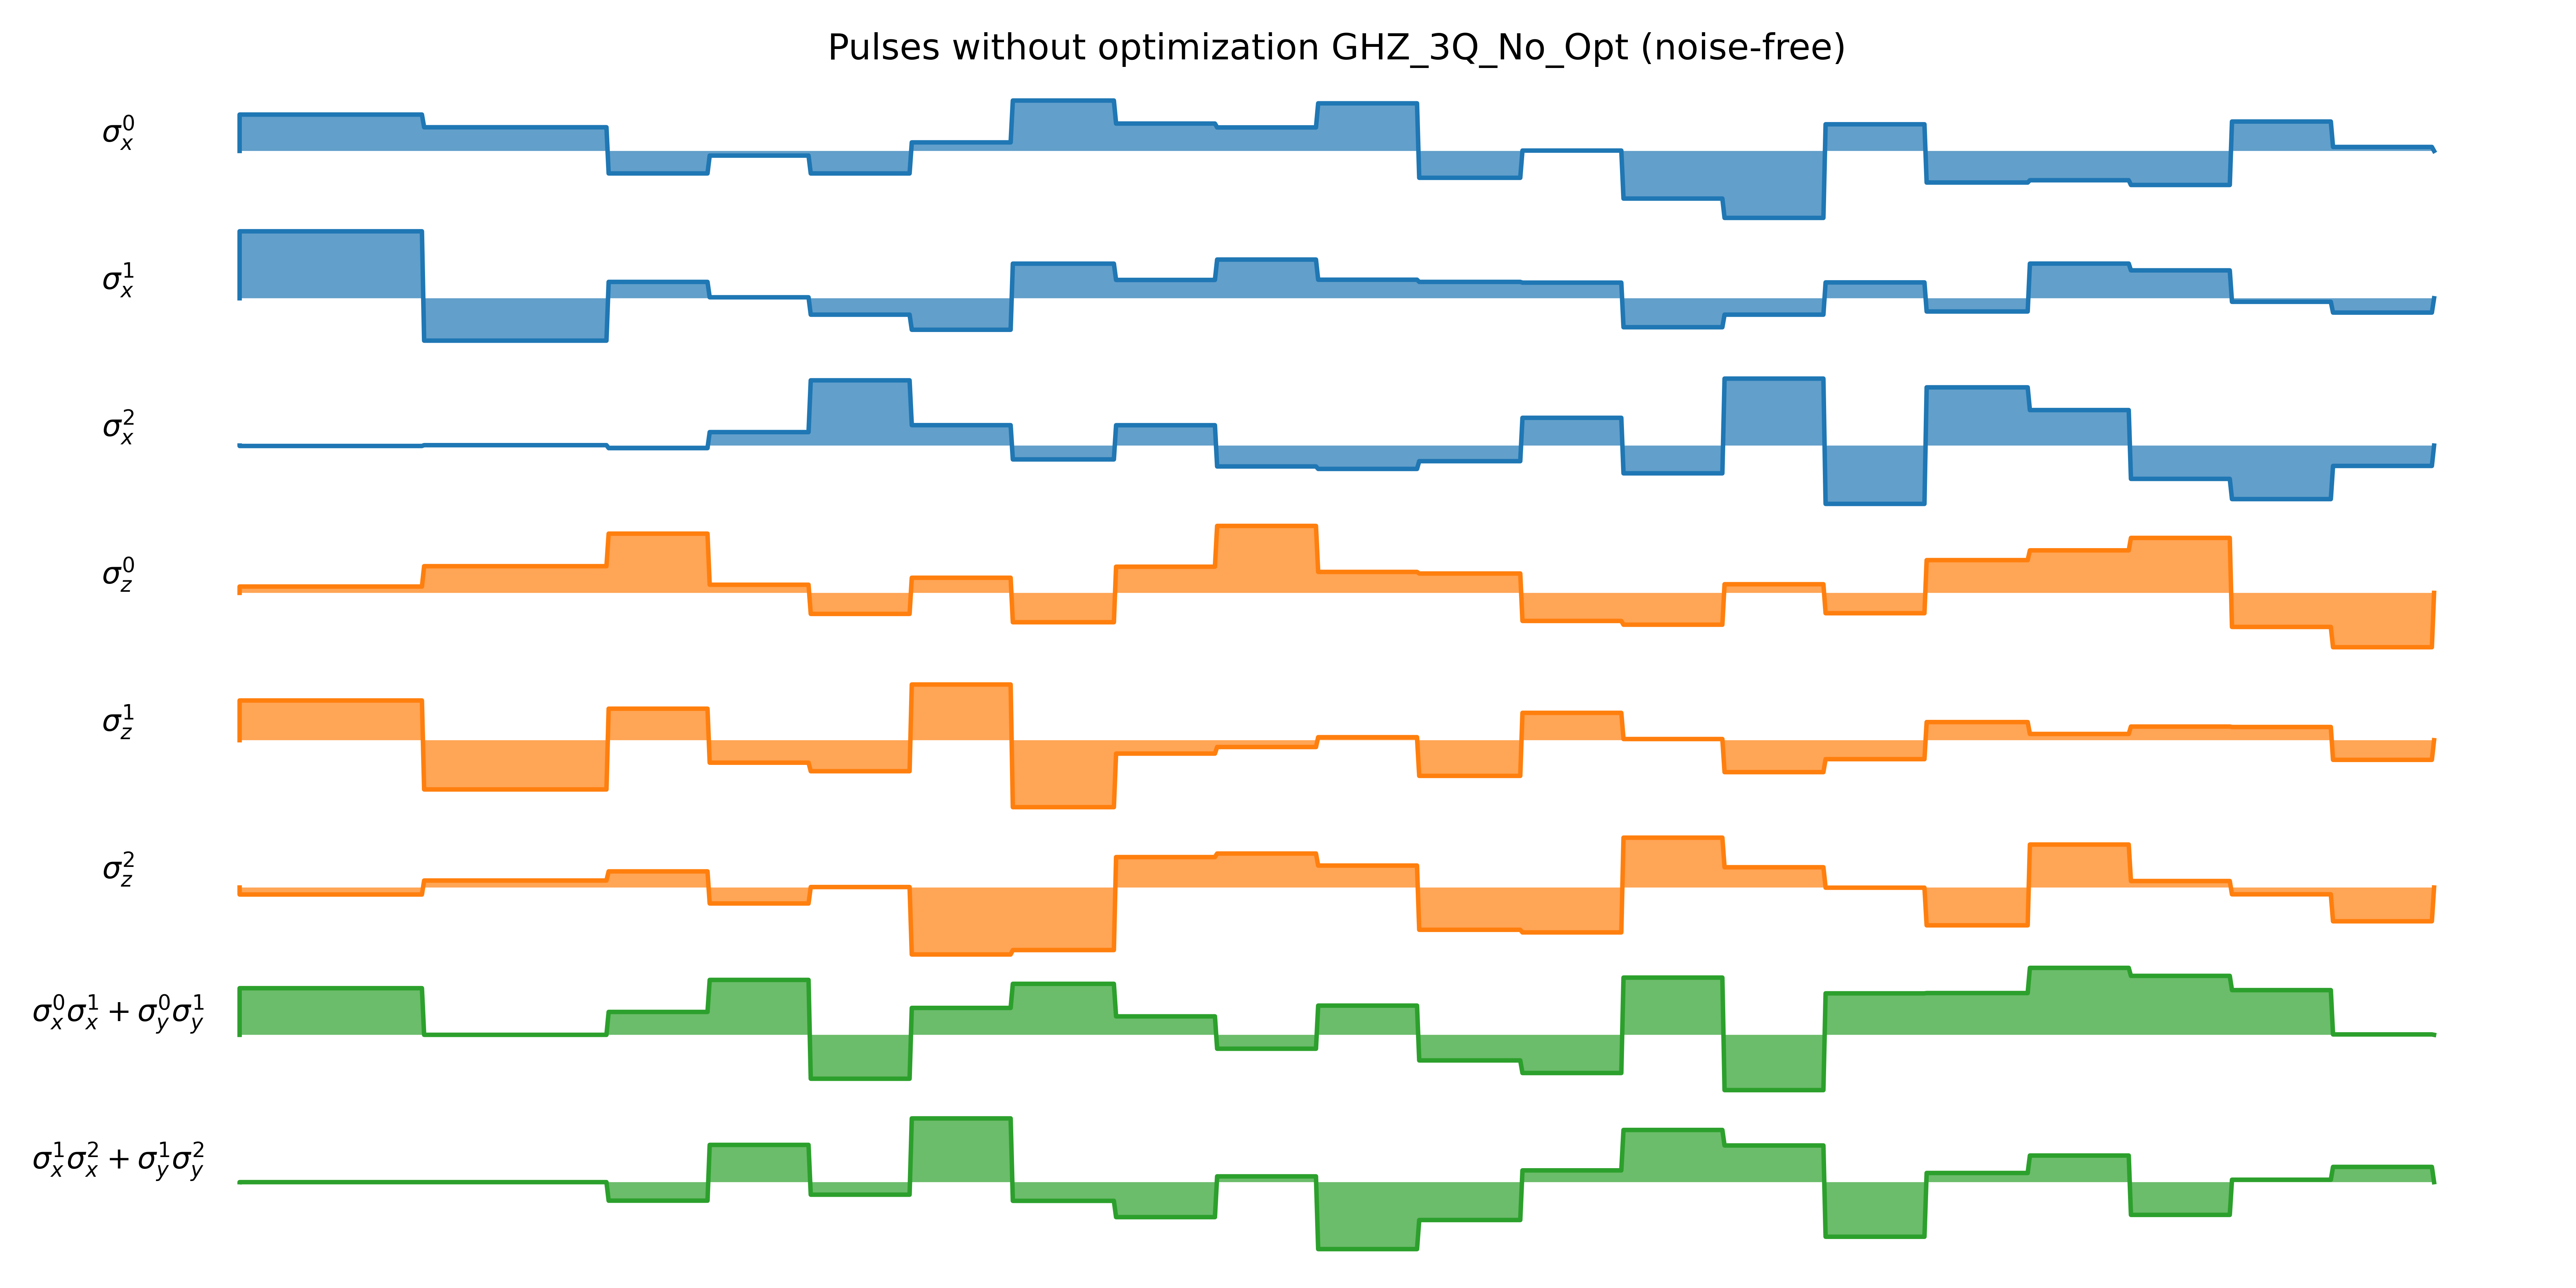 Pulses without optimization GHZ_3Q_No_Opt (noise-free)
σ_x^0
σ_x^1
σ_x^2
σ_z^0
σ_z^1
σ_z^2
σ_x^0σ_x^1 + σ_y^0σ_y^1
σ_x^1σ_x^2 + σ_y^1σ_y^2